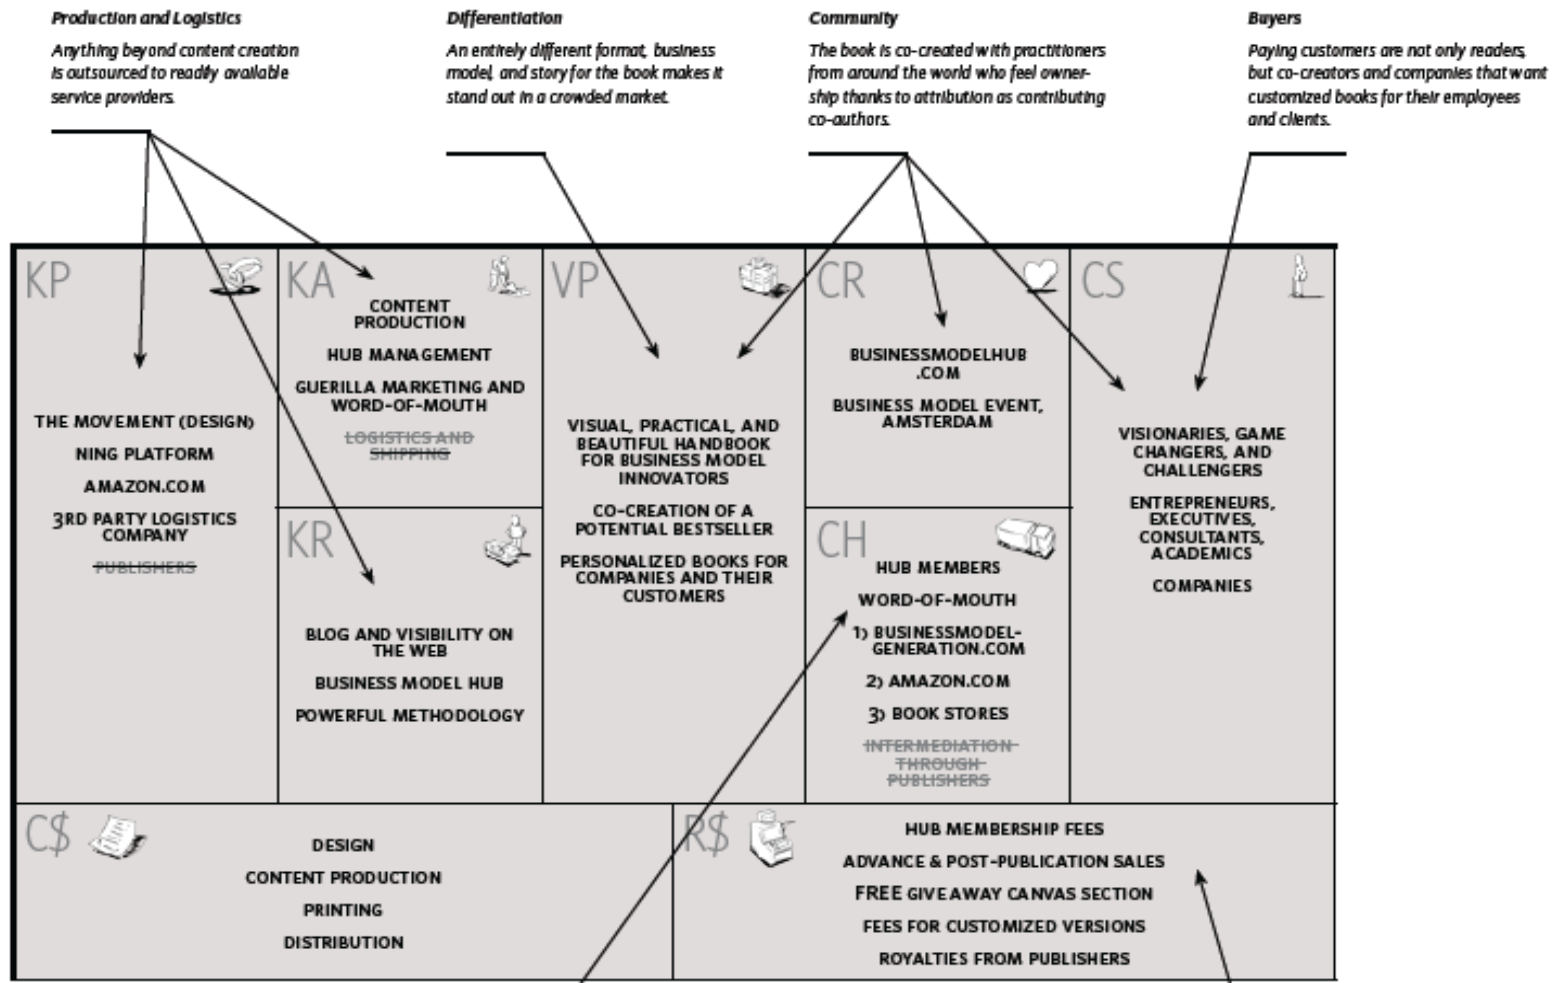 Production and Logistics
Anything beyond content creation
is outsourced to readily available
service providers.
Differentiation
An entirely different format, business
model, and story for the book makes it
stand out in a crowded market.
Community
The book is co-created with practitioners
from around the world who feel owner-
ship thanks to attribution as contributing
co-authors.
Buyers
Paying customers are not only readers,
but co-creators and companies that want
customized books for their employees
and clients.
KP
THE MOVEMENT (DESIGN)
NING PLATFORM
AMAZON.COM
3RD PARTY LOGISTICS
COMPANY
PUBLISHERS
KA
CONTENT
PRODUCTION
HUB MANAGEMENT
GUERILLA MARKETING AND
WORD-OF-MOUTH
LOGISTICS AND
SHIPPING
KR
BLOG AND VISIBILITY ON
THE WEB
BUSINESS MODEL HUB
POWERFUL METHODOLOGY
VP
VISUAL, PRACTICAL, AND
BEAUTIFUL HANDBOOK
FOR BUSINESS MODEL
INNOVATORS
CO-CREATION OF A
POTENTIAL BESTSELLER
PERSONALIZED BOOKS FOR
COMPANIES AND THEIR
CUSTOMERS
CR
BUSINESSMODELHUB
.COM
BUSINESS MODEL EVENT,
AMSTERDAM
CH
HUB MEMBERS
WORD-OF-MOUTH
1) BUSINESSMODEL-
GENERATION.COM
2) AMAZON.COM
3) BOOK STORES
INTERMEDIATION
THROUGH
PUBLISHERS
CS
VISIONARIES, GAME
CHANGERS, AND
CHALLENGERS
ENTREPRENEURS,
EXECUTIVES,
CONSULTANTS,
ACADEMICS
COMPANIES
C$
DESIGN
CONTENT PRODUCTION
PRINTING
DISTRIBUTION
R$
HUB MEMBERSHIP FEES
ADVANCE & POST-PUBLICATION SALES
FREE GIVEAWAY CANVAS SECTION
FEES FOR CUSTOMIZED VERSIONS
ROYALTIES FROM PUBLISHERS